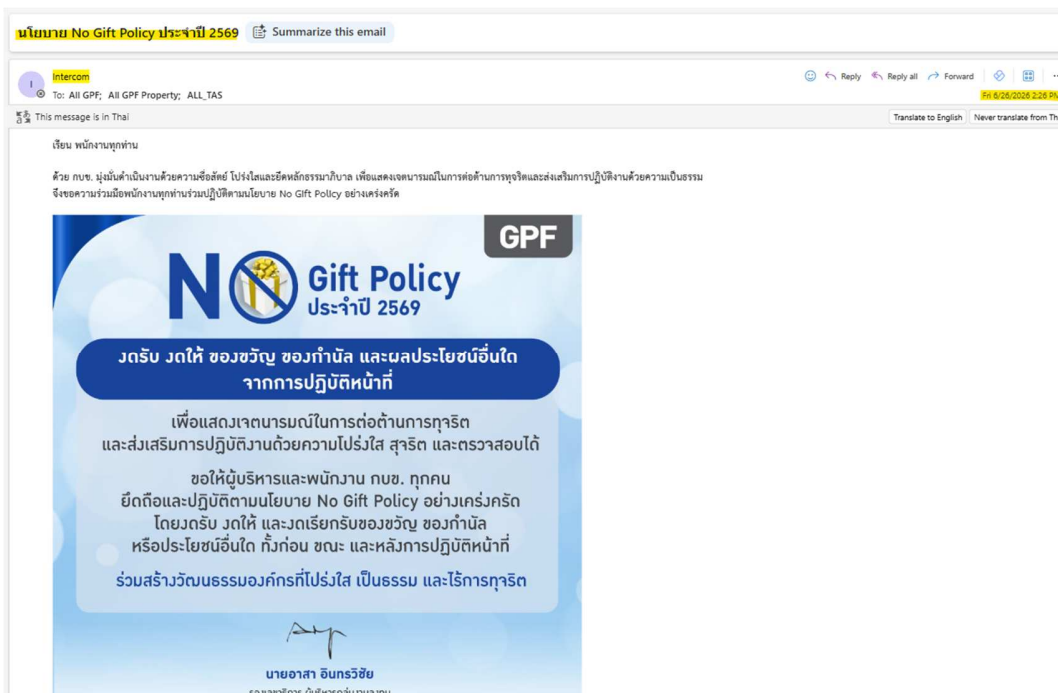 นโยบาย No Gift Policy ประจำปี 2569 Summarize this email
Intercom
Reply Reply all Forward
I
To: All GPF; All GPF Property; ALL_TAS
Fri 6/26/2026 2:26 PM
This message is in Thai
Translate to English Never translate from Th
เรียน พนักงานทุกท่าน
ด้วย กบข. มุ่งมั่นดำเนินงานด้วยความซื่อสัตย์ โปร่งใสและยึดหลักธรรมาภิบาล เพื่อแสดงเจตนารมณ์ในการต่อต้านการทุจริตและส่งเสริมการปฏิบัติงานด้วยความเป็นธรรม
จึงขอความร่วมมือพนักงานทุกท่านร่วมปฏิบัติตามนโยบาย No Gift Policy อย่างเคร่งครัด
GPF
NO Gift Policy
ประจำปี 2569
งดรับ งดให้ ของขวัญ ของกำนัล และผลประโยชน์อื่นใด
จากการปฏิบัติหน้าที่
เพื่อแสดงเจตนารมณ์ในการต่อต้านการทุจริต
และส่งเสริมการปฏิบัติงานด้วยความโปร่งใส สุจริต และตรวจสอบได้
ขอให้ผู้บริหารและพนักงาน กบข. ทุกคน
ยึดถือและปฏิบัติตามนโยบาย No Gift Policy อย่างเคร่งครัด
โดยงดรับ งดให้ และงดเรียกรับของขวัญ ของกำนัล
หรือประโยชน์อื่นใด ทั้งก่อน ขณะ และหลังการปฏิบัติหน้าที่
ร่วมสร้างวัฒนธรรมองค์กรที่โปร่งใส เป็นธรรม และไร้การทุจริต
นายอาสา อินทรวิชัย